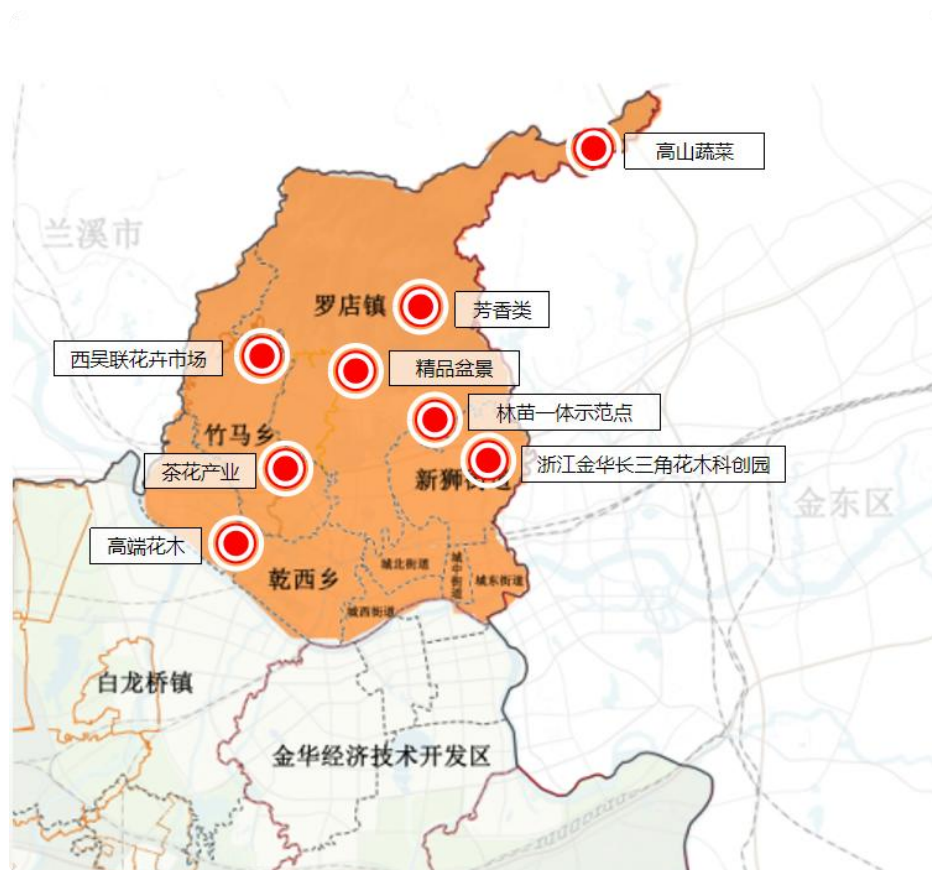 高山蔬菜
兰溪市
罗店镇
芳香类
西吴联花卉市场
精品盆景
林苗一体示范点
竹马乡
茶花产业
浙江金华长三角花木科创园
新狮街道
金东区
高端花木
乾西乡
城北街道
城中街道
城东街道
城西街道
白龙桥镇
金华经济技术开发区